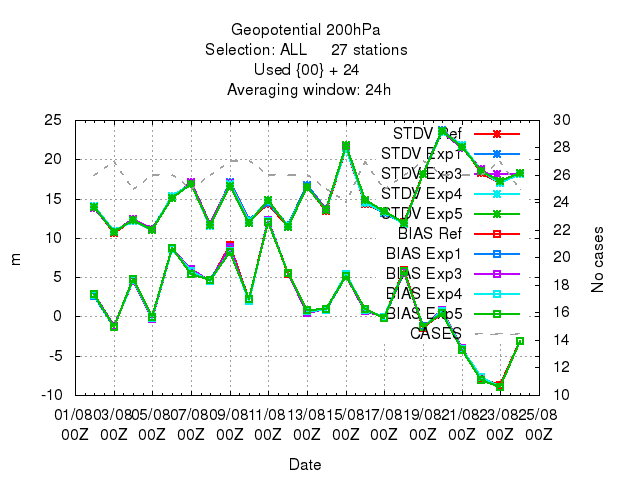 Geopotential 200hPa
Selection: ALL 27 stations
Used {00} + 24
Averaging window: 24h
25
20
15
10
5
0
-5
-10
m
30
28
26
24
22
20
18
16
14
12
10
No cases
STDV Ref
STDV Exp1
STDV Exp3
STDV Exp4
STDV Exp5
BIAS Ref
BIAS Exp1
BIAS Exp3
BIAS Exp4
BIAS Exp5
CASES
01/08 03/08 05/08 07/08 09/08 11/08 13/08 15/08 17/08 19/08 21/08 23/08 25/08
00Z 00Z 00Z 00Z 00Z 00Z 00Z 00Z 00Z 00Z 00Z 00Z 00Z
Date